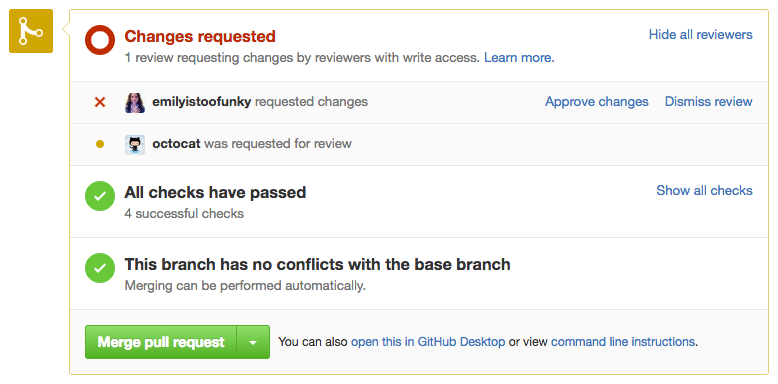 Changes requested
Hide all reviewers
1 review requesting changes by reviewers with write access. Learn more.
emilyistoofunky requested changes
Approve changes
Dismiss review
octocat was requested for review
All checks have passed
Show all checks
4 successful checks
This branch has no conflicts with the base branch
Merging can be performed automatically.
Merge pull request
You can also open this in GitHub Desktop or view command line instructions.